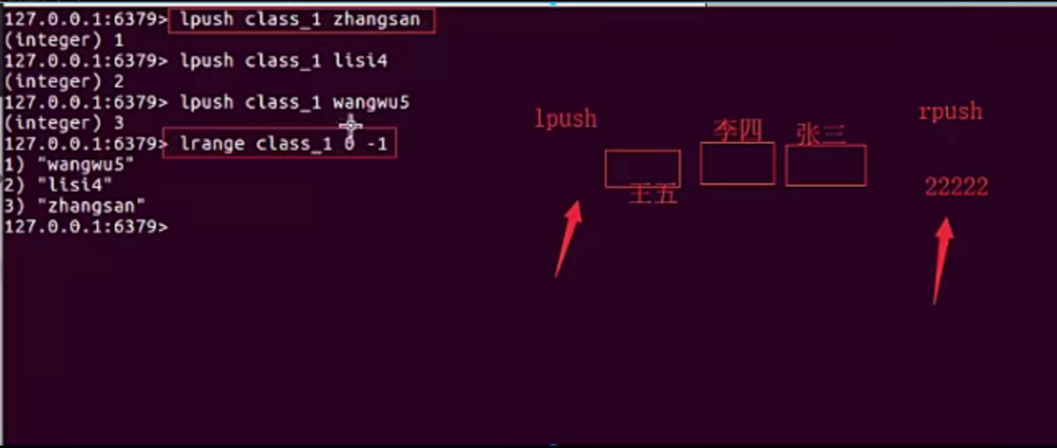 127.0.0.1:6379> lpush class_1 zhangsan
(integer) 1
127.0.0.1:6379> lpush class_1 lisi4
(integer) 2
127.0.0.1:6379> lpush class_1 wangwu5
(integer) 3
127.0.0.1:6379> lrange class_1 0 -1
1) "wangwu5"
2) "lisi4"
3) "zhangsan"
127.0.0.1:6379>
lpush
王五
李四
张三
rpush
22222